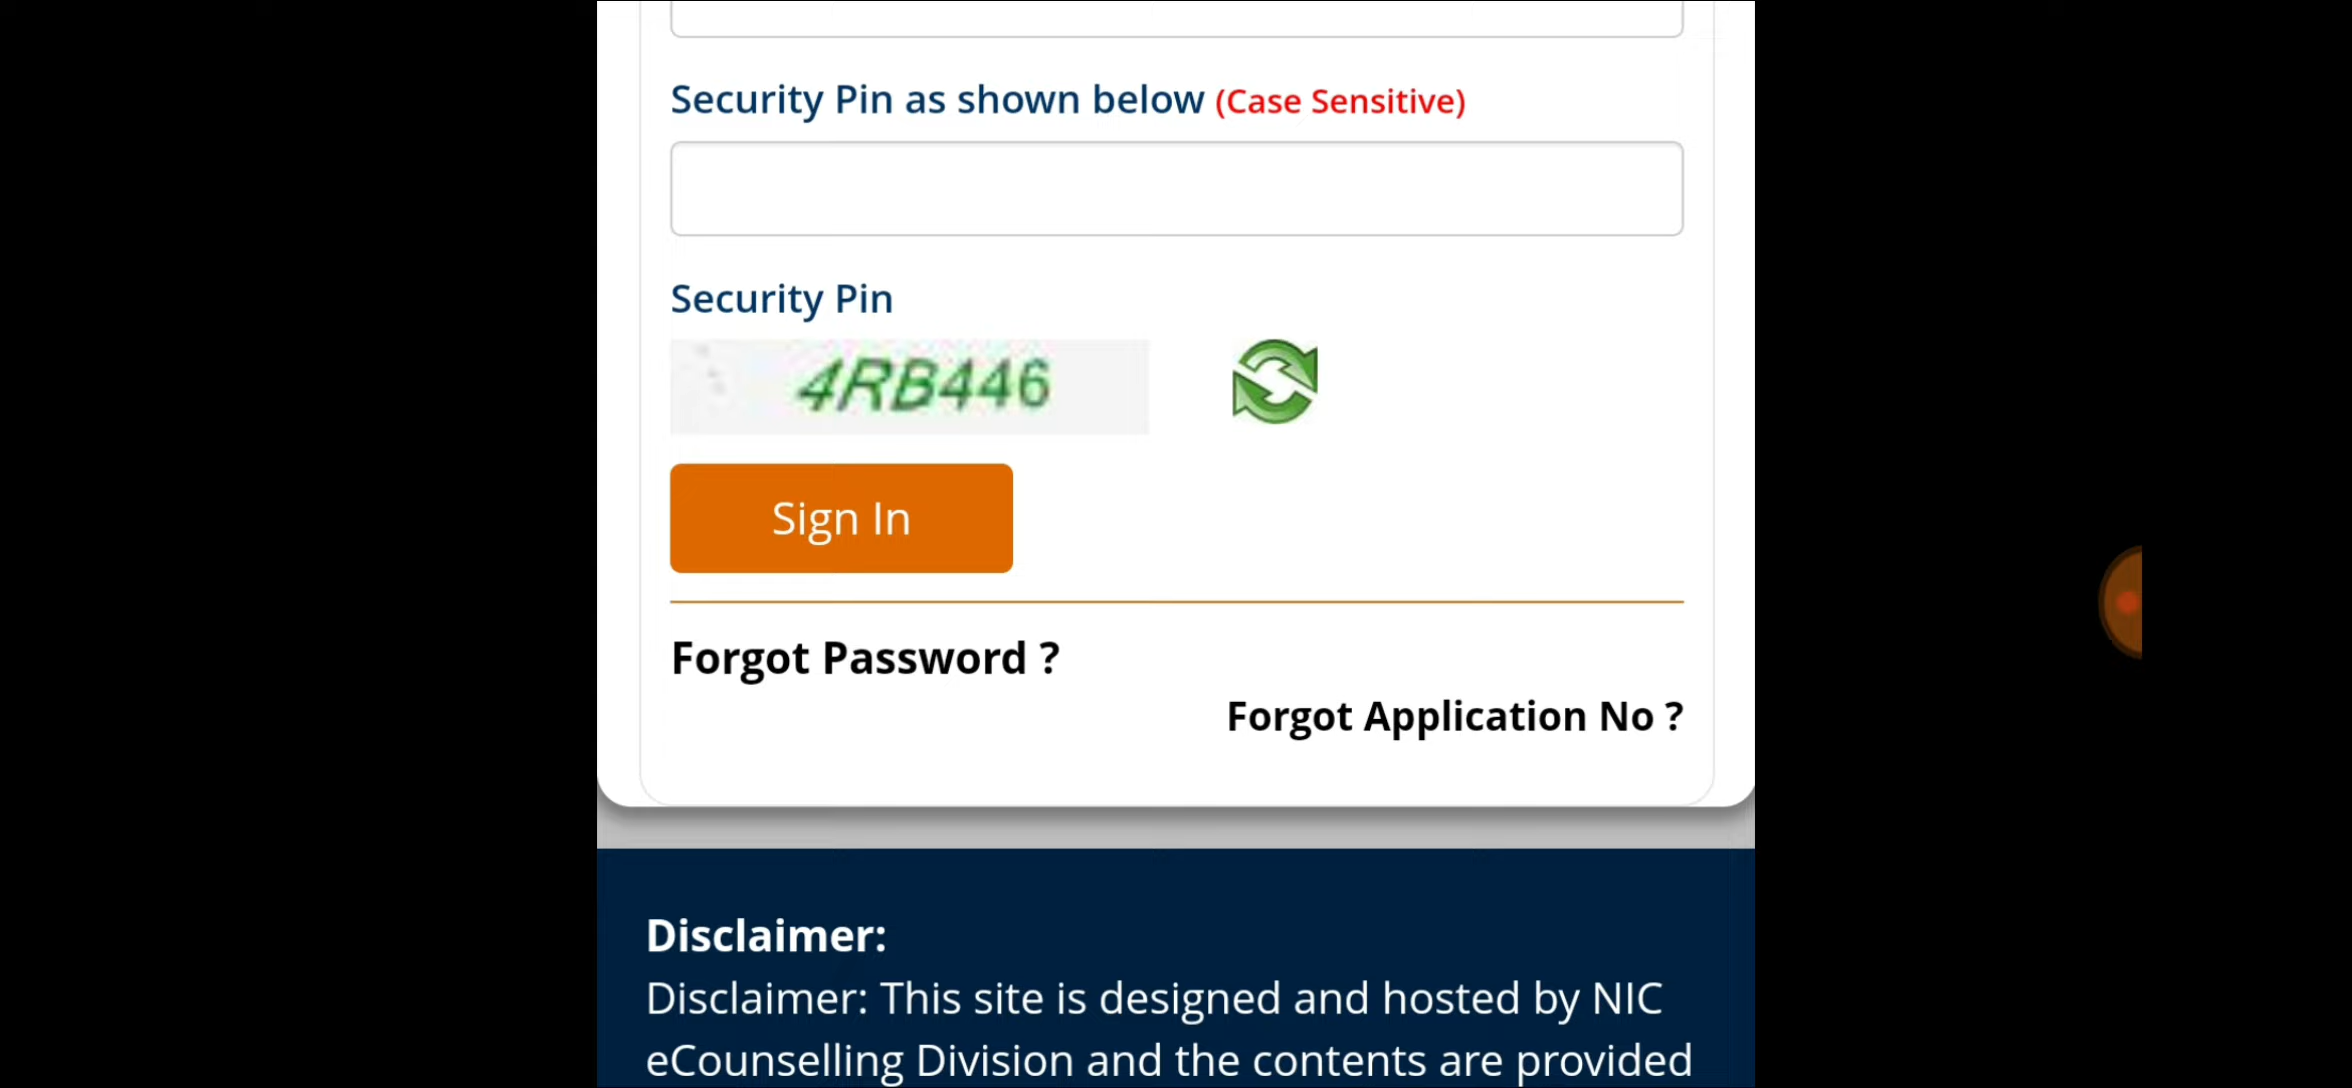 Security Pin as shown below (Case Sensitive)
Security Pin
4RB446
Sign In
Forgot Password ?
Forgot Application No ?
Disclaimer:
Disclaimer: This site is designed and hosted by NIC
eCounselling Division and the contents are provided